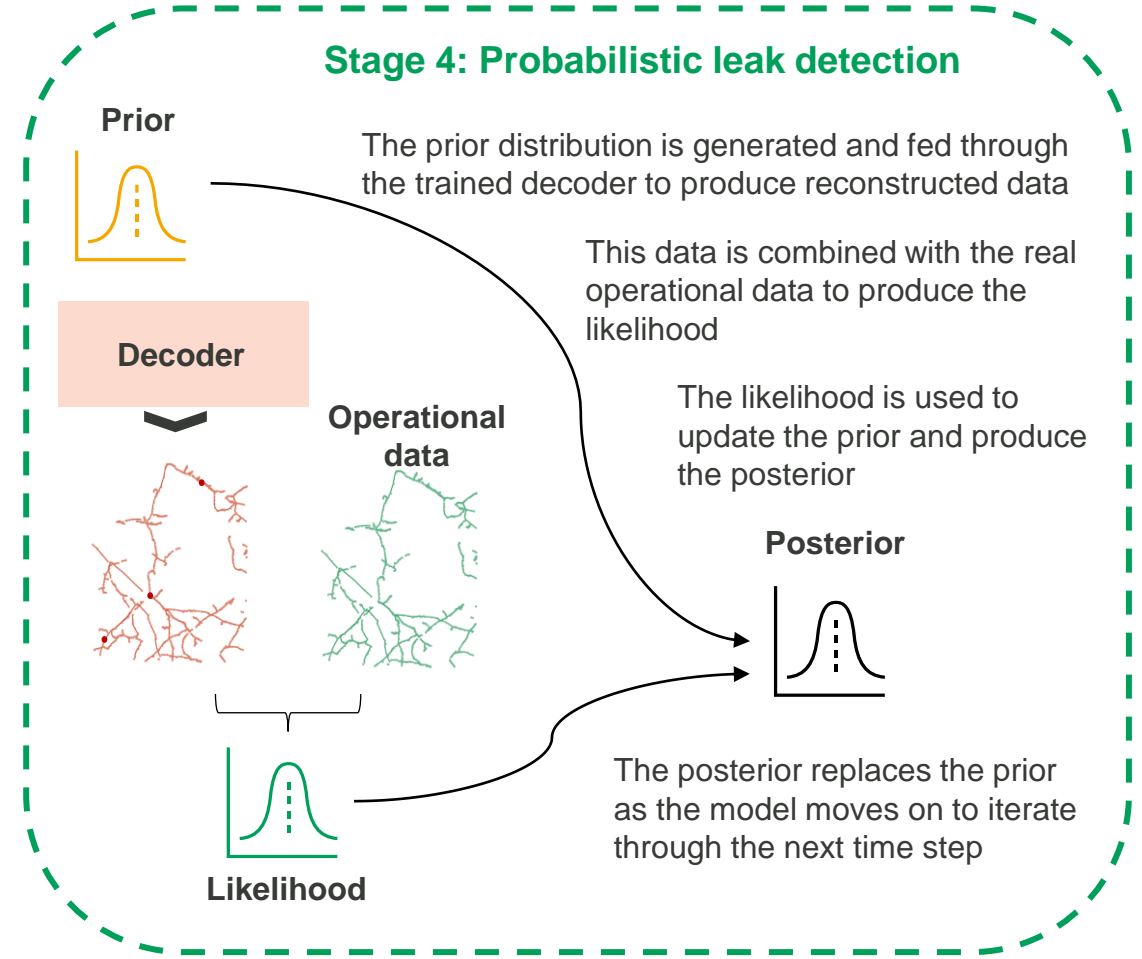 Stage 4: Probabilistic leak detection
Prior
The prior distribution is generated and fed through
the trained decoder to produce reconstructed data
This data is combined with the real
operational data to produce the
likelihood
Decoder
Operational
data
The likelihood is used to
update the prior and produce
the posterior
Posterior
The posterior replaces the prior
as the model moves on to iterate
through the next time step
Likelihood